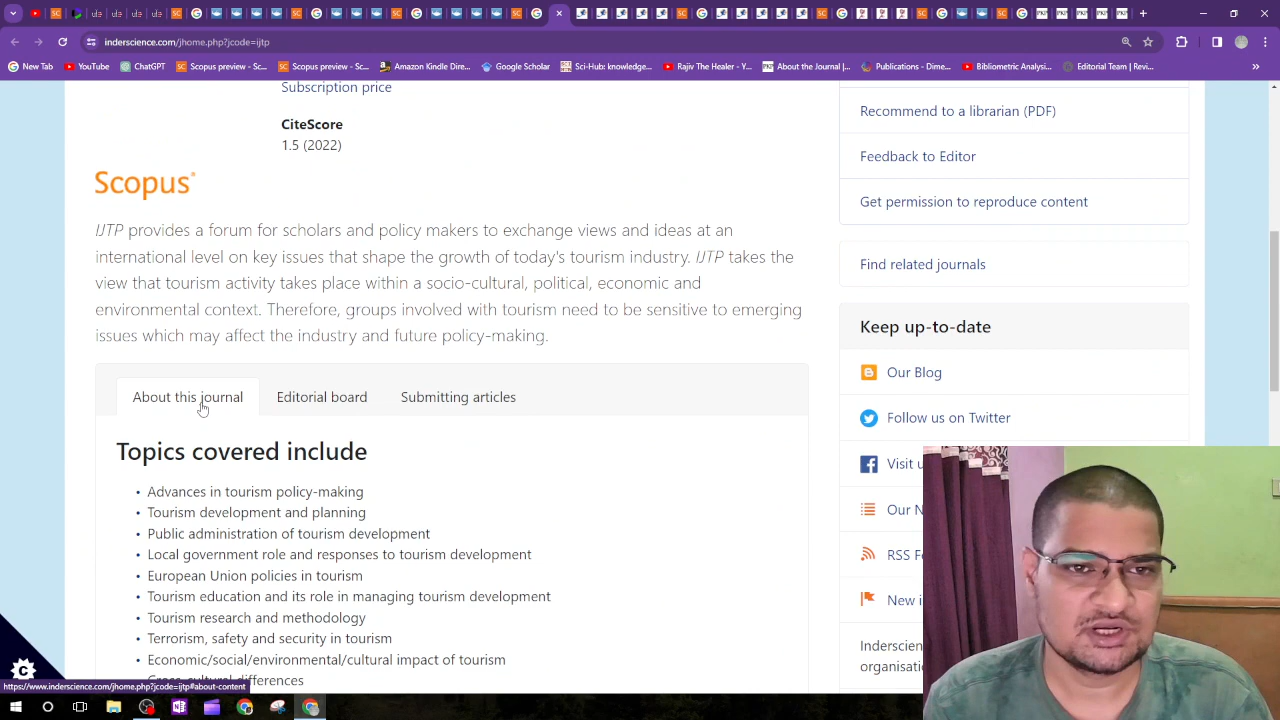 inderscience.com/jhome.php?jcode=ijtp
New Tab
YouTube
ChatGPT
Scopus preview - Sc...
Scopus preview - Sc...
Amazon Kindle Dire...
Google Scholar
Sci-Hub: knowledge...
Rajiv The Healer - Y...
About the Journal |...
Publications - Dime...
Bibliometric Analysi...
Editorial Team | Revi...
Subscription price
CiteScore
1.5 (2022)
Scopus®
IJTP provides a forum for scholars and policy makers to exchange views and ideas at an
international level on key issues that shape the growth of today's tourism industry. IJTP takes the
view that tourism activity takes place within a socio-cultural, political, economic and
environmental context. Therefore, groups involved with tourism need to be sensitive to emerging
issues which may affect the industry and future policy-making.
About this journal
Editorial board
Submitting articles
Topics covered include
• Advances in tourism policy-making
• Tourism development and planning
• Public administration of tourism development
• Local government role and responses to tourism development
• European Union policies in tourism
• Tourism education and its role in managing tourism development
• Tourism research and methodology
• Terrorism, safety and security in tourism
• Economic/social/environmental/cultural impact of tourism
Cross-cultural differences
https://www.inderscience.com/jhome.php?jcode=ijtp#about-content
Recommend to a librarian (PDF)
Feedback to Editor
Get permission to reproduce content
Find related journals
Keep up-to-date
Our Blog
Follow us on Twitter
Visit u
Our N
RSS Fe
New i
Inderscien
organisatio